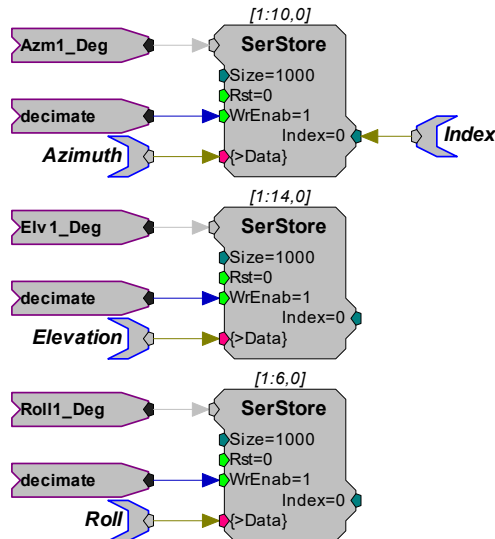 [1:10,0]
Azm1_Deg
SerStore
Size=1000
Rst=0
decimate
WrEnab=1
Index=0
Index
Azimuth
{>Data}
[1:14,0]
Elv1_Deg
SerStore
Size=1000
Rst=0
decimate
WrEnab=1
Index=0
Elevation
{>Data}
[1:6,0]
Roll1_Deg
SerStore
Size=1000
Rst=0
decimate
WrEnab=1
Index=0
Roll
{>Data}